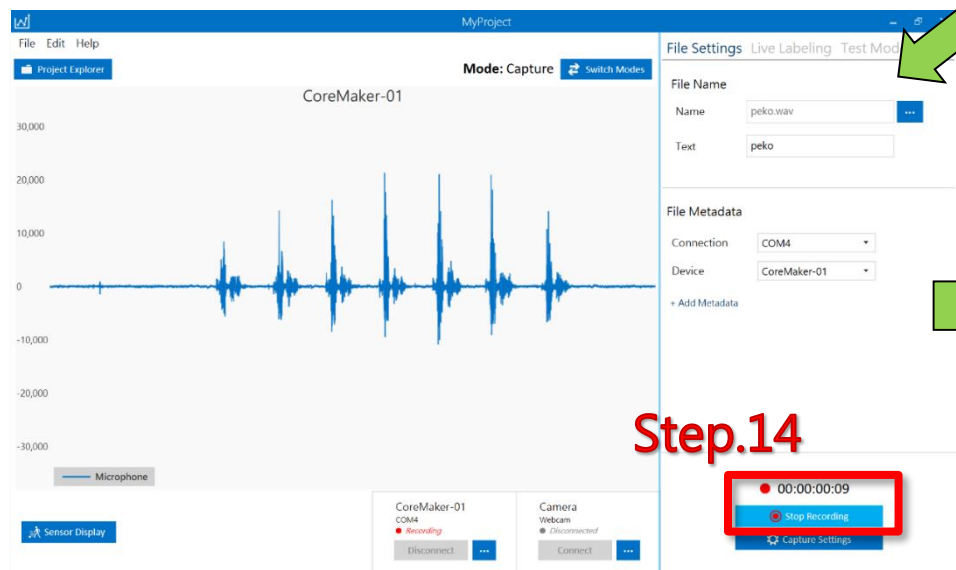 MyProject
File Edit Help
Project Explorer
Mode: Capture Switch Modes
CoreMaker-01
30,000
20,000
10,000
0
-10,000
-20,000
-30,000
Microphone
Sensor Display
CoreMaker-01
COM4
Recording
Disconnect ...
Camera
Webcam
Disconnected
Connect ...
File Settings Live Labeling Test
File Name
Name peko.wav ...
Text peko
File Metadata
Connection COM4
Device CoreMaker-01
+ Add Metadata
Step.14
00:00:00:09
Stop Recording
Capture Settings